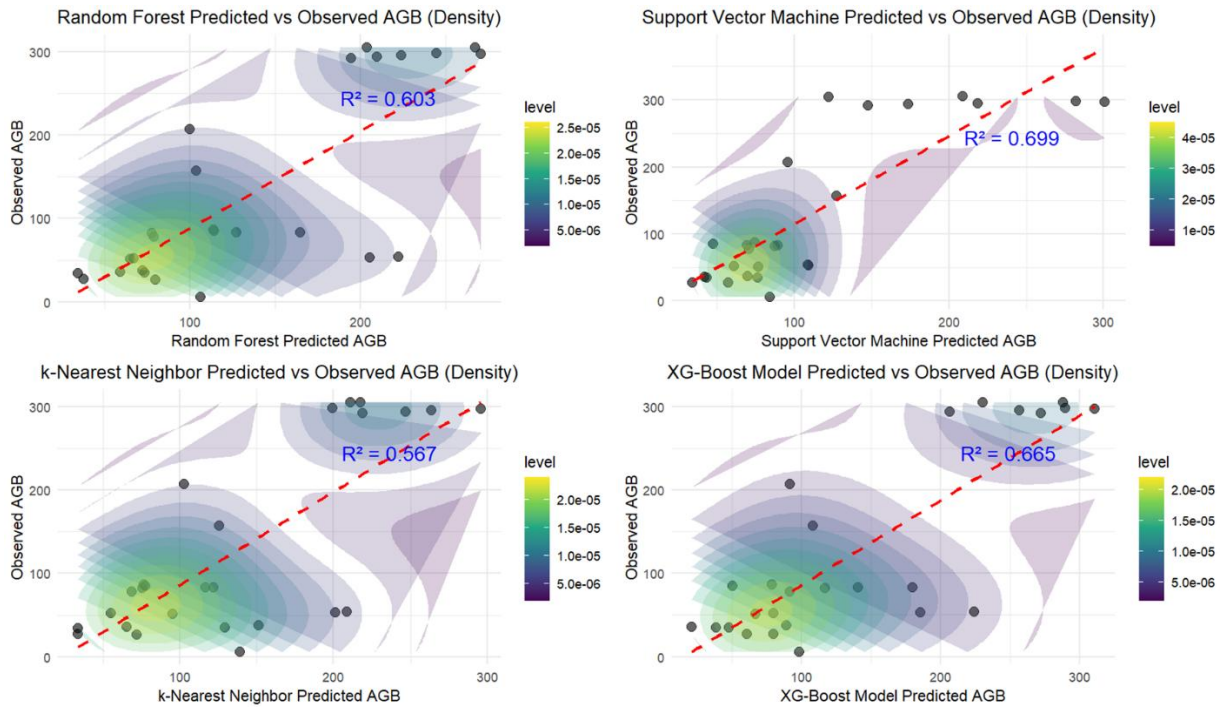 Random Forest Predicted vs Observed AGB (Density)
Observed AGB
300
200
100
0
R² = 0.603
100
200
Random Forest Predicted AGB
level
2.5e-05
2.0e-05
1.5e-05
1.0e-05
5.0e-06
Support Vector Machine Predicted vs Observed AGB (Density)
Observed AGB
400
300
200
100
0
R² = 0.699
100
200
300
Support Vector Machine Predicted AGB
level
4e-05
3e-05
2e-05
1e-05
k-Nearest Neighbor Predicted vs Observed AGB (Density)
Observed AGB
300
200
100
0
R² = 0.567
100
200
300
k-Nearest Neighbor Predicted AGB
level
2.0e-05
1.5e-05
1.0e-05
5.0e-06
XG-Boost Model Predicted vs Observed AGB (Density)
Observed AGB
300
200
100
0
R² = 0.665
100
200
300
XG-Boost Model Predicted AGB
level
2.0e-05
1.5e-05
1.0e-05
5.0e-06